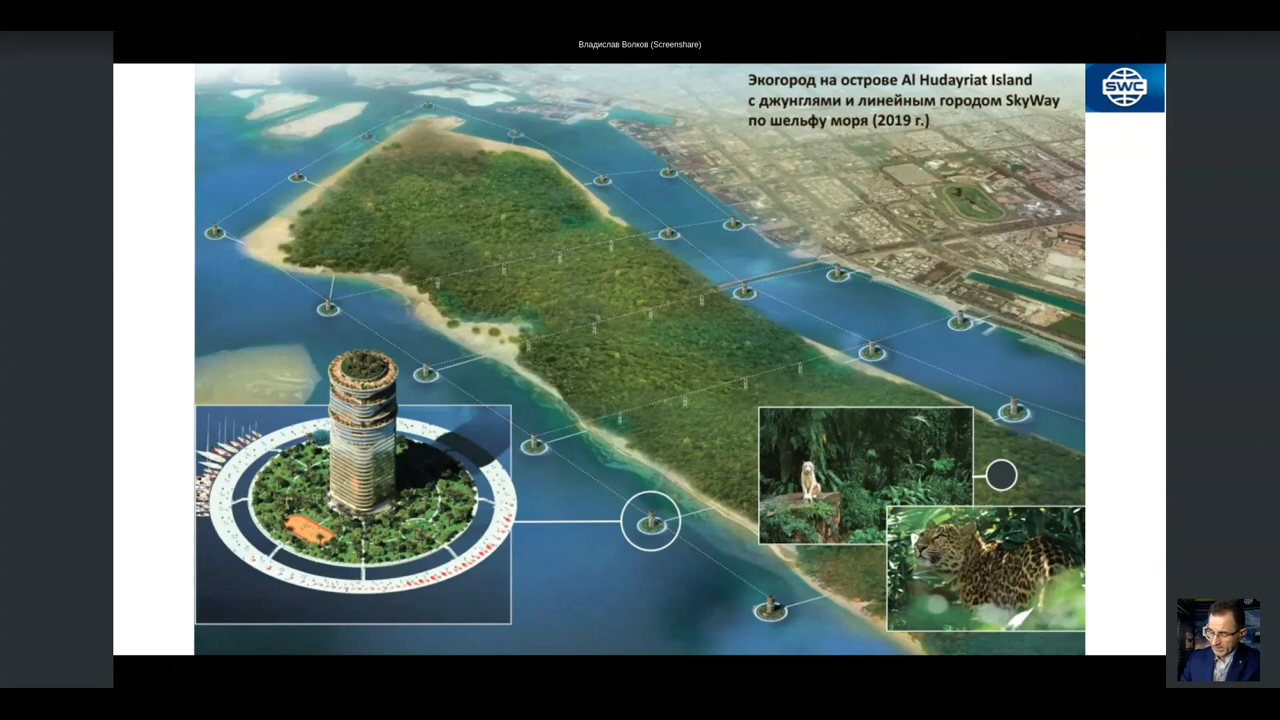 Владислав Волков (Screenshare)
Экогород на острове Al Hudayriat Island
с джунглями и линейным городом SkyWay
по шельфу моря (2019 г.)
SWC